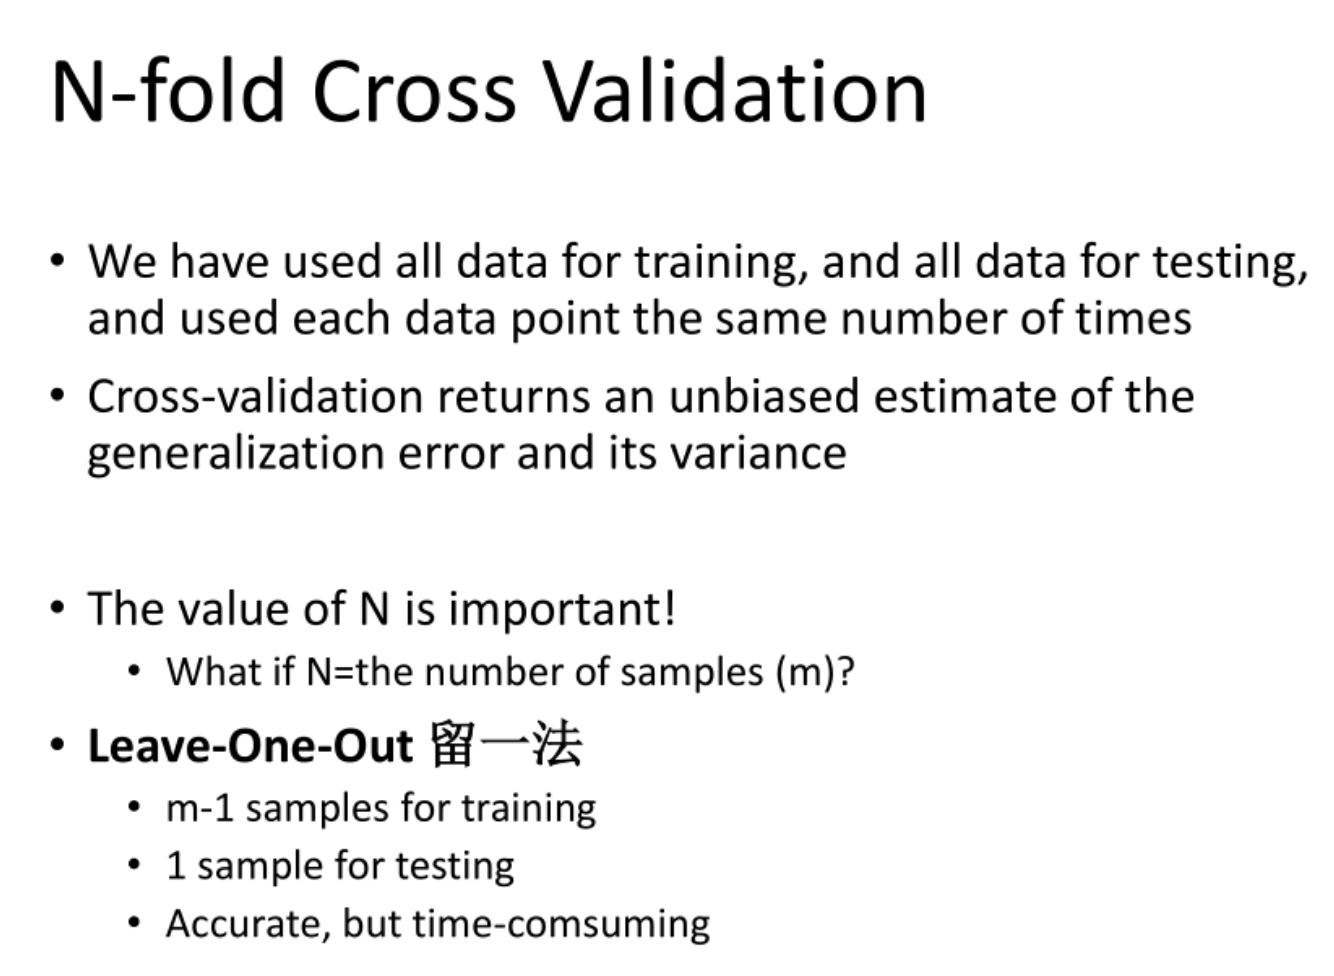 N-fold Cross Validation
• We have used all data for training, and all data for testing,
and used each data point the same number of times
• Cross-validation returns an unbiased estimate of the
generalization error and its variance
• The value of N is important!
• What if N=the number of samples (m)?
• Leave-One-Out 留一法
• m-1 samples for training
• 1 sample for testing
• Accurate, but time-comsuming